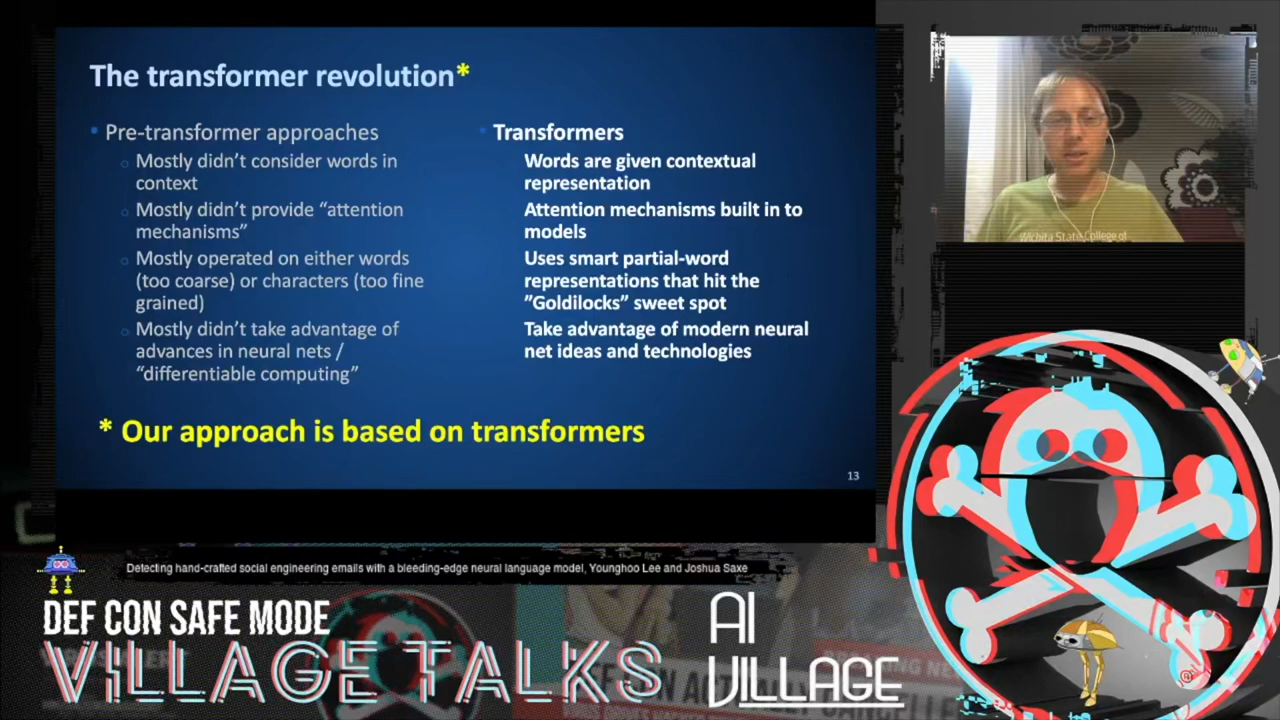 The transformer revolution*
• Pre-transformer approaches
○ Mostly didn't consider words in
context
○ Mostly didn't provide “attention
mechanisms”
○ Mostly operated on either words
(too coarse) or characters (too fine
grained)
○ Mostly didn't take advantage of
advances in neural nets /
“differentiable computing”
• Transformers
Words are given contextual
representation
Attention mechanisms built in to
models
Uses smart partial-word
representations that hit the
”Goldilocks” sweet spot
Take advantage of modern neural
net ideas and technologies
* Our approach is based on transformers
13
Wichita State College of
Detecting hand-crafted social engineering emails with a bleeding-edge neural language model, Younghoo Lee and Joshua Saxe
DEF CON SAFE MODE
VILLAGE TALKS
AI
VILLAGE